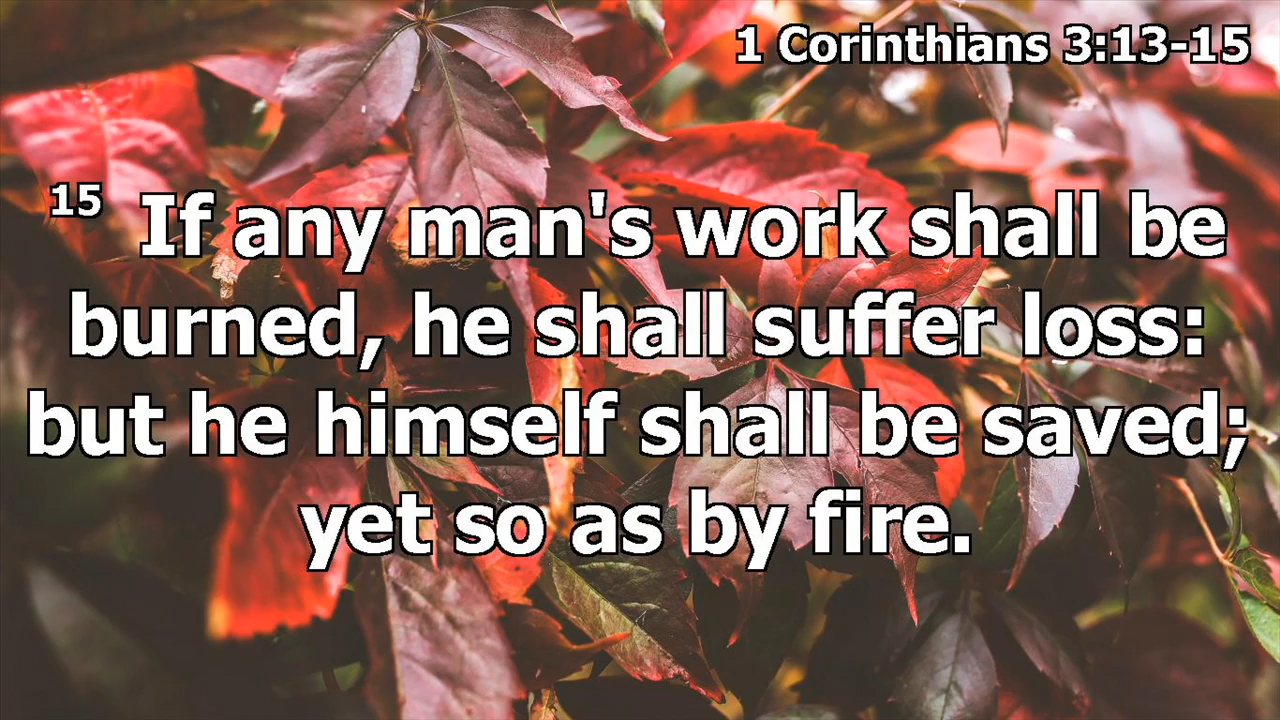 1 Corinthians 3:13-15
15 If any man's work shall be
burned, he shall suffer loss:
but he himself shall be saved;
yet so as by fire.